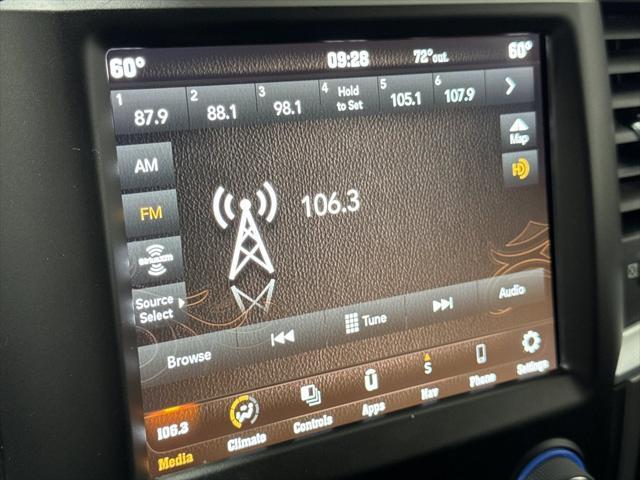 60° 09:28 72° out. 60°
1 87.9 2 88.1 3 98.1 4 Hold to Set 5 105.1 6 107.9
Map
AM
HD
FM
106.3
SiriusXM
Source Select
Browse Tune Audio
106.3 S
Media Climate Controls Apps Nav Phone Settings